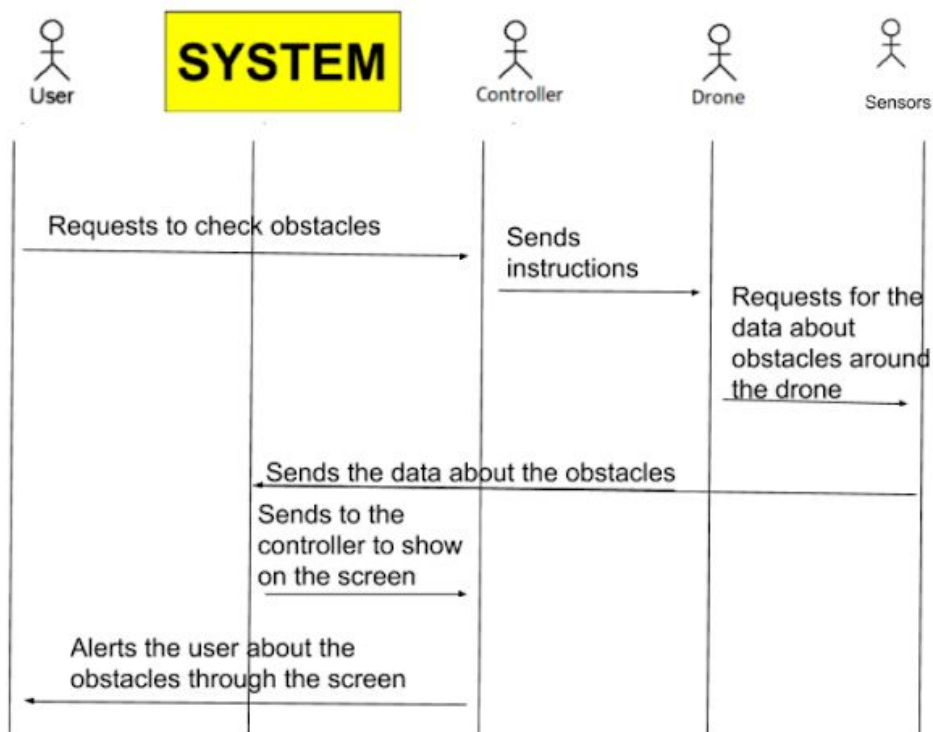 User
SYSTEM
Controller
Drone
Sensors
Requests to check obstacles
Sends
instructions
Requests for the
data about
obstacles around
the drone
Sends the data about the obstacles
Sends to the
controller to show
on the screen
Alerts the user about the
obstacles through the screen